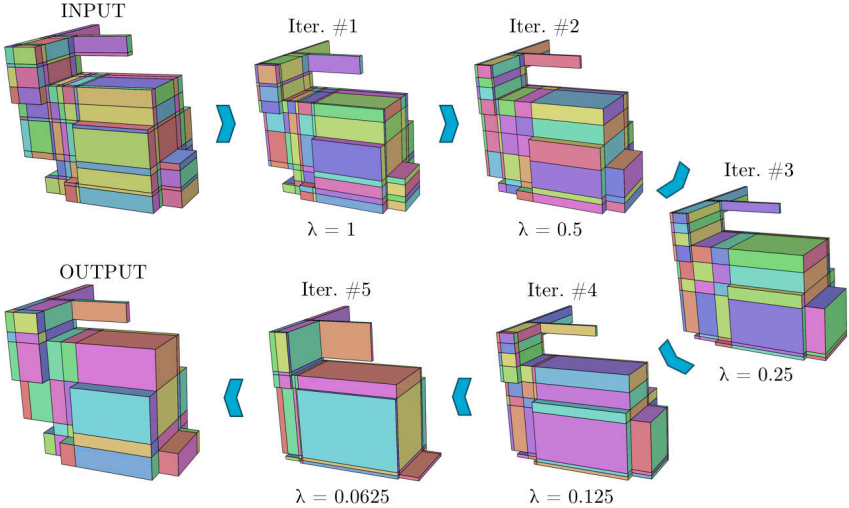 INPUT
Iter. #1
Iter. #2
λ = 1
λ = 0.5
Iter. #3
λ = 0.25
OUTPUT
Iter. #5
Iter. #4
λ = 0.0625
λ = 0.125